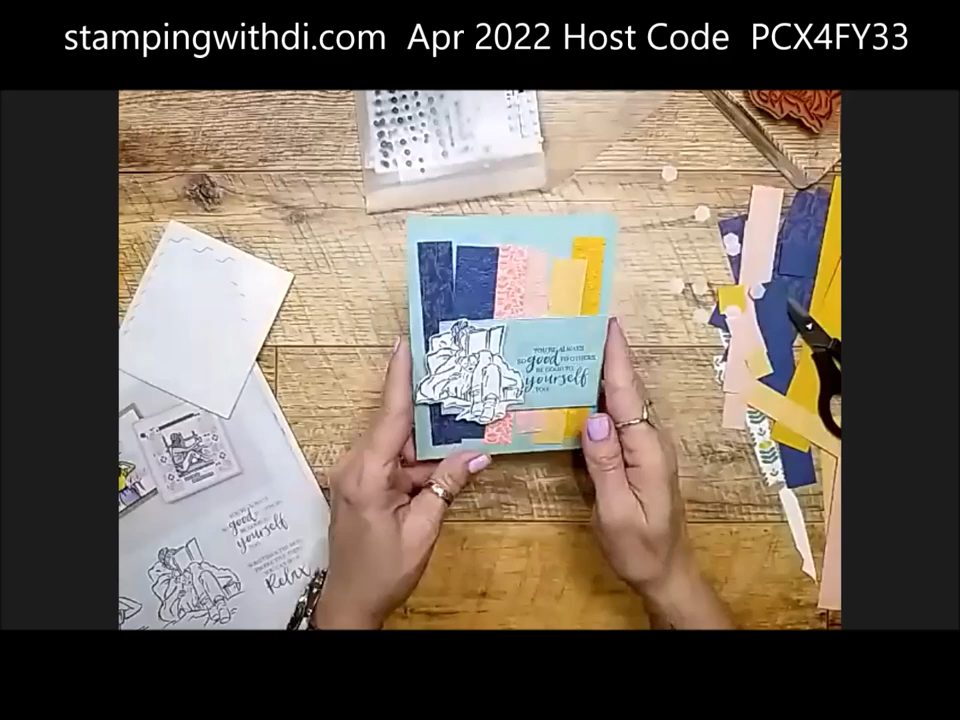 stampingwithdi.com  Apr 2022 Host Code  PCX4FY33
YOU'RE ALWAYS
SO good TO OTHERS
BE GOOD TO
yourself
TOO!
good
yourself
Relax